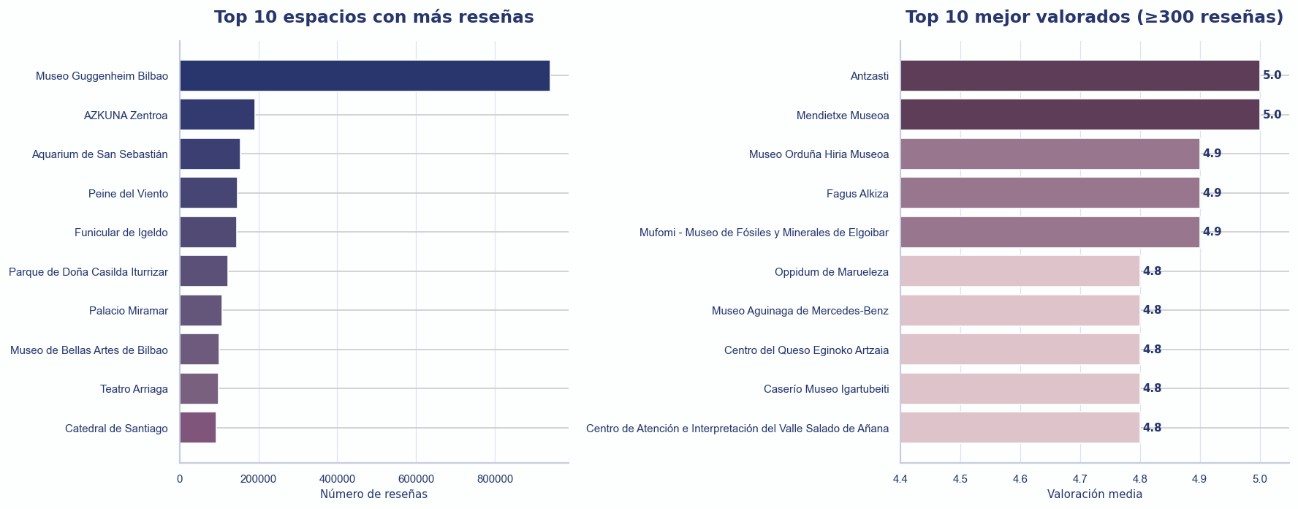 Top 10 espacios con más reseñas
Museo Guggenheim Bilbao
AZKUNA Zentroa
Aquarium de San Sebastián
Peine del Viento
Funicular de Igeldo
Parque de Doña Casilda Iturrizar
Palacio Miramar
Museo de Bellas Artes de Bilbao
Teatro Arriaga
Catedral de Santiago
0 200000 400000 600000 800000
Número de reseñas
Top 10 mejor valorados (≥300 reseñas)
Antzasti 5.0
Mendietxe Museoa 5.0
Museo Orduña Hiria Museoa 4.9
Fagus Alkiza 4.9
Mufomi - Museo de Fósiles y Minerales de Elgoibar 4.9
Oppidum de Marueleza 4.8
Museo Aguinaga de Mercedes-Benz 4.8
Centro del Queso Eginoko Artzaia 4.8
Caserío Museo Igartubeiti 4.8
Centro de Atención e Interpretación del Valle Salado de Añana 4.8
4.4 4.5 4.6 4.7 4.8 4.9 5.0
Valoración media